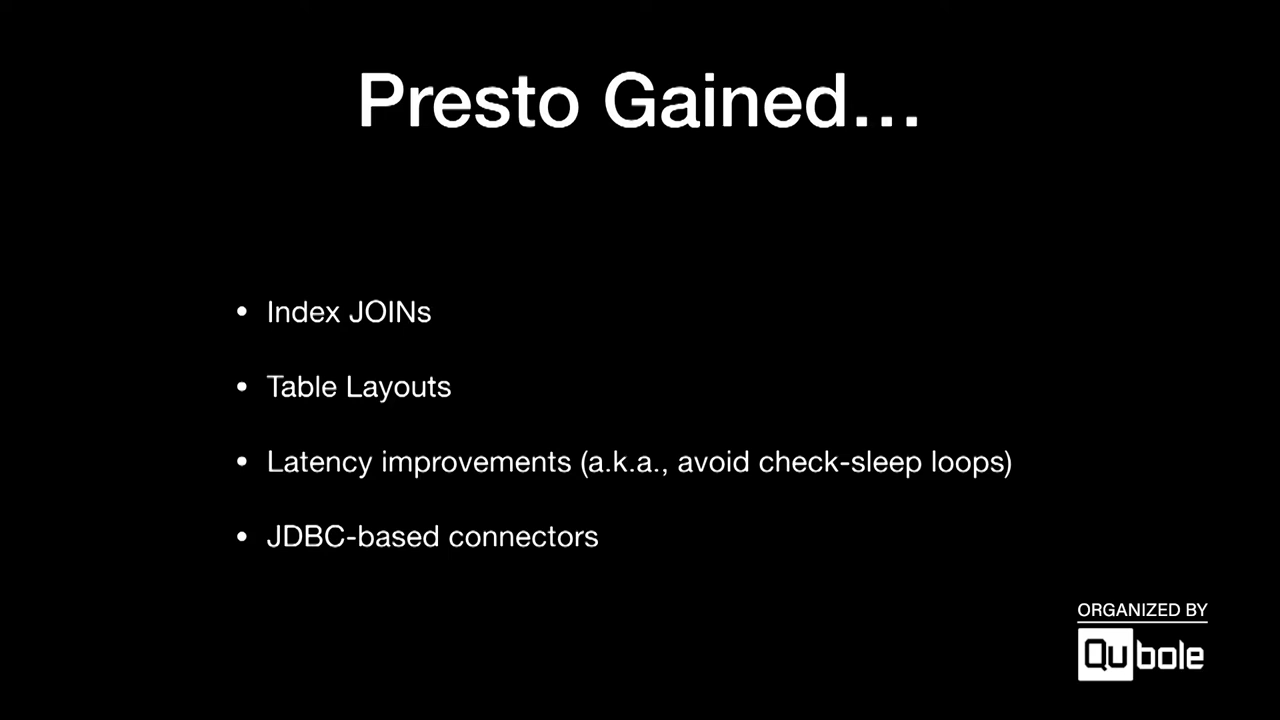 Presto Gained...
• Index JOINs
• Table Layouts
• Latency improvements (a.k.a., avoid check-sleep loops)
• JDBC-based connectors
ORGANIZED BY
Qubole